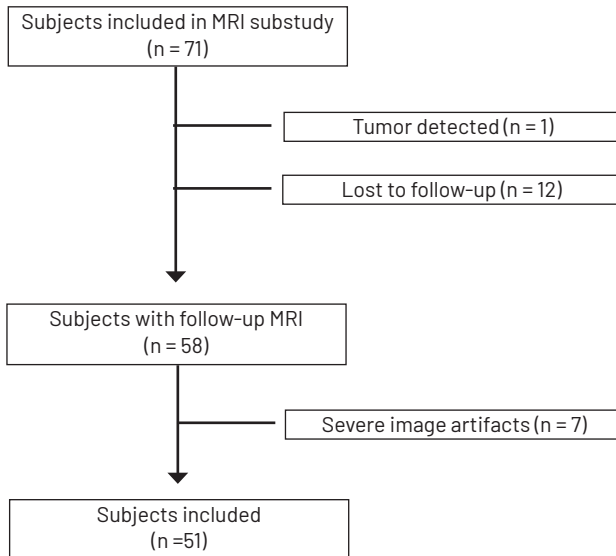 Subjects included in MRI substudy
(n = 71)
Tumor detected (n = 1)
Lost to follow-up (n = 12)
Subjects with follow-up MRI
(n = 58)
Severe image artifacts (n = 7)
Subjects included
(n =51)